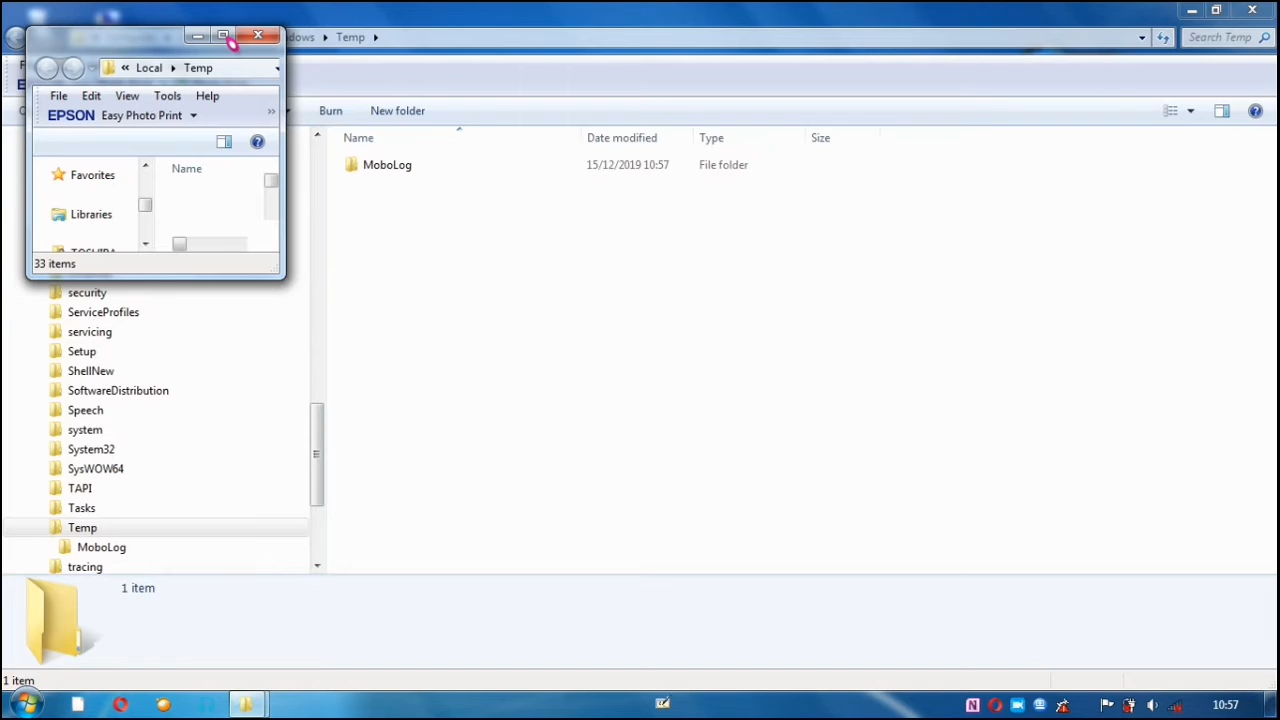 ndows Temp
Search Temp
« Local Temp
File Edit View Tools Help
EPSON Easy Photo Print »
Burn New folder
Name Date modified Type Size
MoboLog 15/12/2019 10:57 File folder
Name
Favorites
Libraries
TOSHIBA
33 items
security
ServiceProfiles
servicing
Setup
ShellNew
SoftwareDistribution
Speech
system
System32
SysWOW64
TAPI
Tasks
Temp
MoboLog
tracing
1 item
1 item
10:57